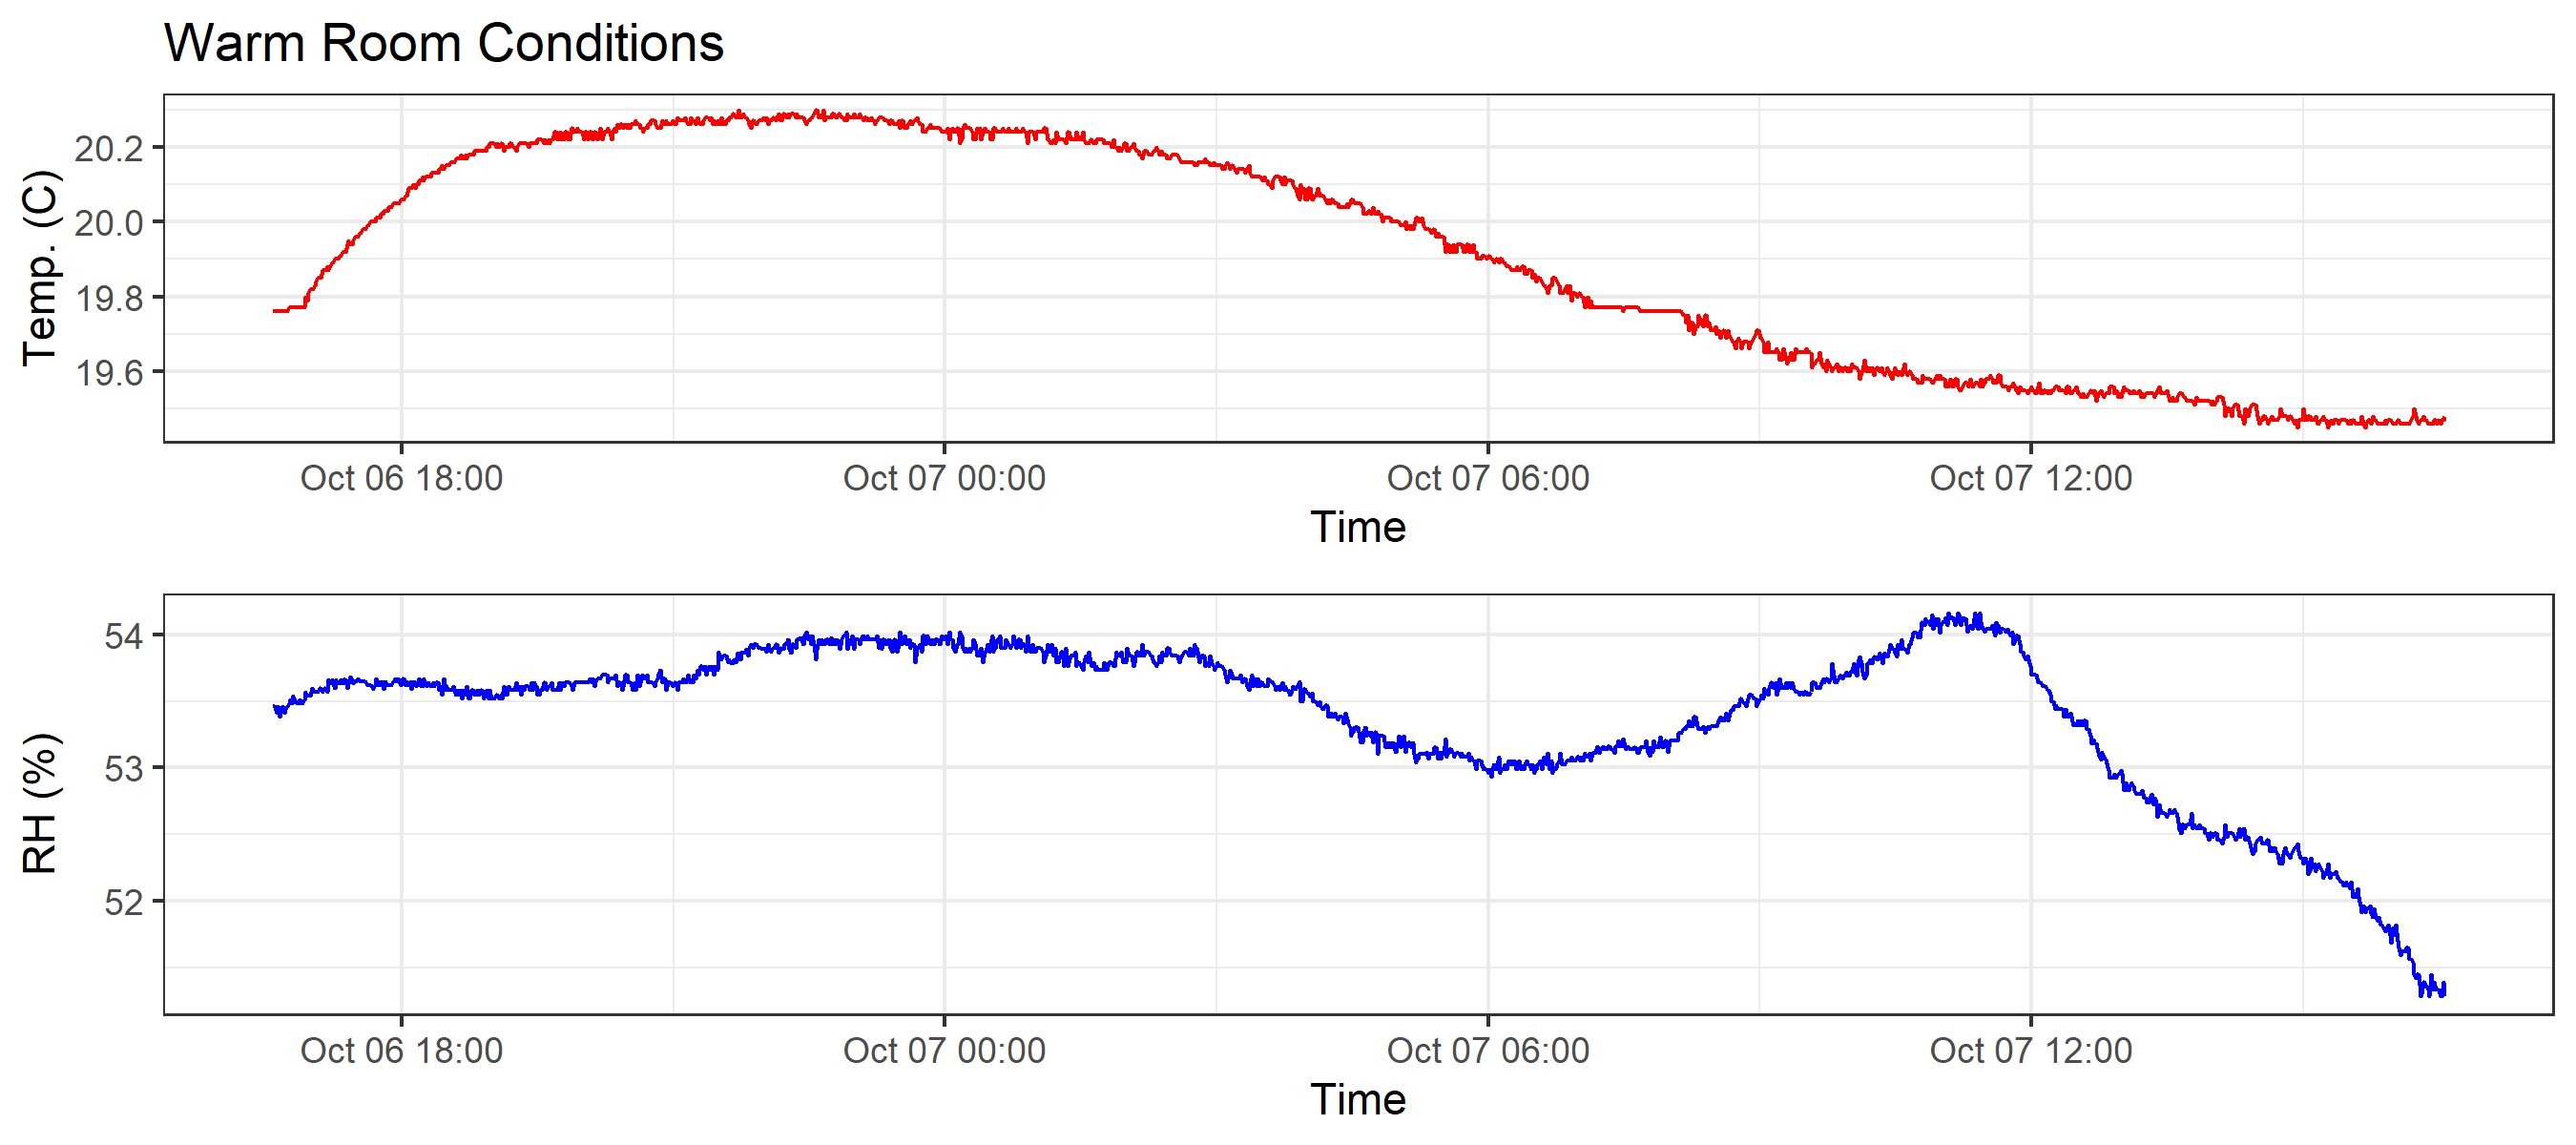 Warm Room Conditions
Temp. (C)
20.2
20.0
19.8
19.6
Oct 06 18:00 Oct 07 00:00 Oct 07 06:00 Oct 07 12:00
Time
RH (%)
54
53
52
Oct 06 18:00 Oct 07 00:00 Oct 07 06:00 Oct 07 12:00
Time